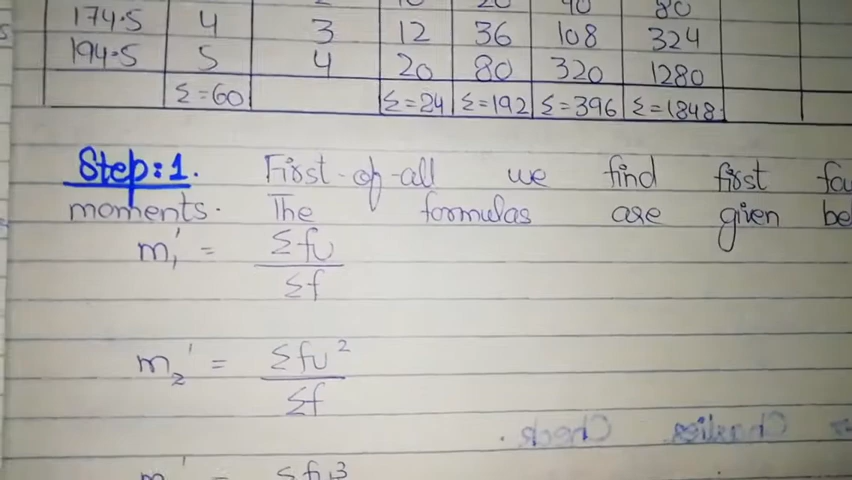 174.5 4 3 12 36 108 324
194.5 5 4 20 80 320 1280
Σ=60 Σ=24 Σ=192 Σ=396 Σ=1848
Step:1. First-of-all we find first
moments. The formulas are given
m₁' = Σfu / Σf
m₂' = Σfu² / Σf
Σfu³